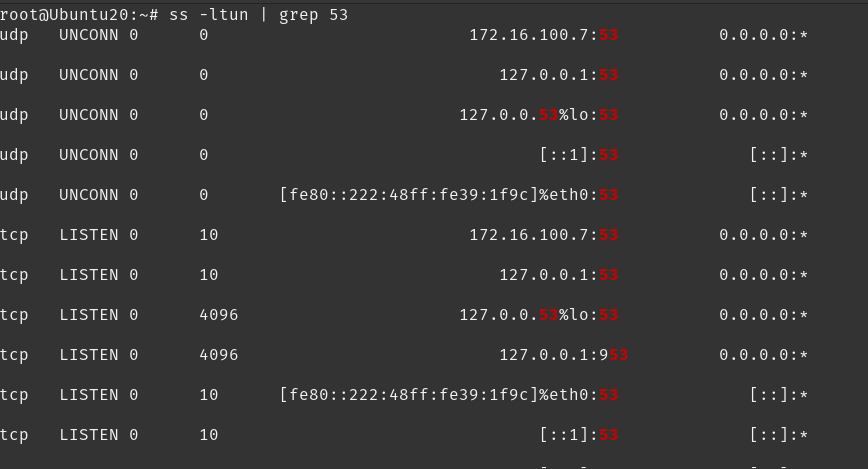 root@Ubuntu20:~# ss -ltun | grep 53
udp UNCONN 0 0 172.16.100.7:53 0.0.0.0:*
udp UNCONN 0 0 127.0.0.1:53 0.0.0.0:*
udp UNCONN 0 0 127.0.0.53%lo:53 0.0.0.0:*
udp UNCONN 0 0 [::1]:53 [::]:*
udp UNCONN 0 0 [fe80::222:48ff:fe39:1f9c]%eth0:53 [::]:*
tcp LISTEN 0 10 172.16.100.7:53 0.0.0.0:*
tcp LISTEN 0 10 127.0.0.1:53 0.0.0.0:*
tcp LISTEN 0 4096 127.0.0.53%lo:53 0.0.0.0:*
tcp LISTEN 0 4096 127.0.0.1:953 0.0.0.0:*
tcp LISTEN 0 10 [fe80::222:48ff:fe39:1f9c]%eth0:53 [::]:*
tcp LISTEN 0 10 [::1]:53 [::]:*